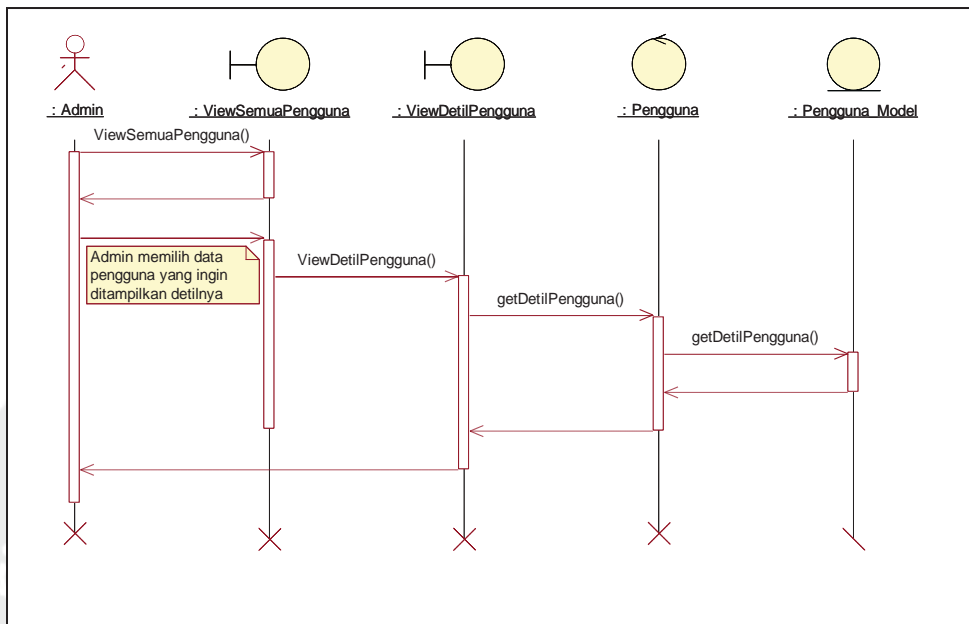 : Admin
: ViewSemuaPengguna
: ViewDetilPengguna
: Pengguna
: Pengguna_Model
ViewSemuaPengguna()
Admin memilih data
pengguna yang ingin
ditampilkan detilnya
ViewDetilPengguna()
getDetilPengguna()
getDetilPengguna()